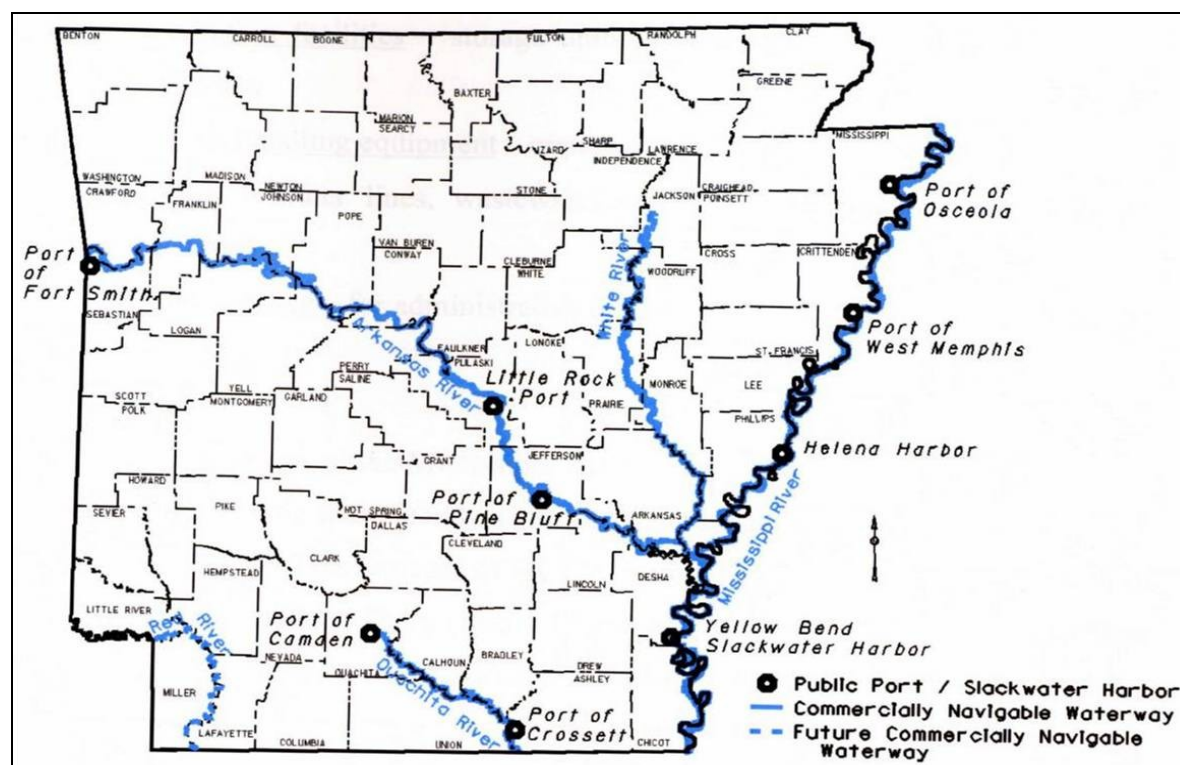 BENTON
CARROLL
BOONE
FULTON
RANDOLPH
CLAY
GREENE
BAXTER
MARION
SEARCY
SHARP
IZARD
INDEPENDENCE
LAWRENCE
MISSISSIPPI
WASHINGTON
CRAWFORD
MADISON
FRANKLIN
NEWTON
JOHNSON
STONE
JACKSON
CRAIGHEAD
POINSETT
Port of
Osceola
POPE
VAN BUREN
CONWAY
CLEBURNE
WHITE
White River
WOODRUFF
CROSS
CRITTENDEN
Port
of
Fort Smith
SEBASTIAN
LOGAN
Arkansas River
FAULKNER
PULASKI
LONOKE
ST. FRANCIS
Port of
West Memphis
PERRY
SALINE
Little Rock
Port
MONROE
LEE
SCOTT
POLK
YELL
MONTGOMERY
GARLAND
PRAIRIE
PHILLIPS
Helena Harbor
GRANT
JEFFERSON
HOWARD
SEVIER
PIKE
HOT SPRING
DALLAS
Port of
Pine Bluff
ARKANSAS
Mississippi River
CLARK
CLEVELAND
HEMPSTEAD
LINCOLN
DESHA
LITTLE RIVER
Red River
Port of
Camden
Yellow Bend
Slackwater Harbor
NEVADA
OUACHITA
CALHOUN
BRADLEY
DREW
ASHLEY
Ouachita River
MILLER
LAFAYETTE
COLUMBIA
UNION
Port of
Crossett
CHICOT
Public Port / Slackwater Harbor
Commercially Navigable Waterway
Future Commercially Navigable
Waterway